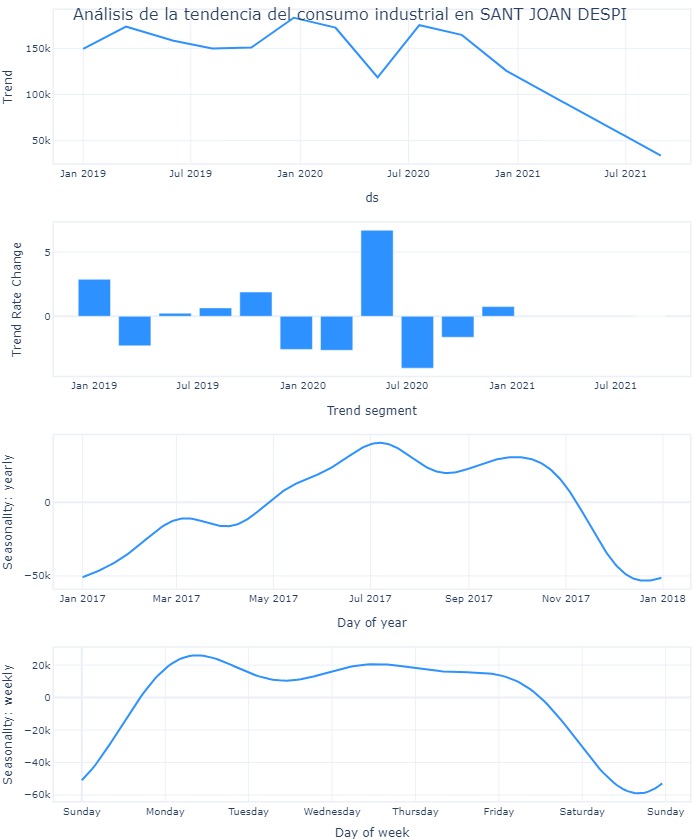 Análisis de la tendencia del consumo industrial en SANT JOAN DESPI
Trend
150k
100k
50k
Jan 2019 Jul 2019 Jan 2020 Jul 2020 Jan 2021 Jul 2021
ds
Trend Rate Change
5
0
Jan 2019 Jul 2019 Jan 2020 Jul 2020 Jan 2021 Jul 2021
Trend segment
Seasonality: yearly
0
−50k
Jan 2017 Mar 2017 May 2017 Jul 2017 Sep 2017 Nov 2017 Jan 2018
Day of year
Seasonality: weekly
20k
0
−20k
−40k
−60k
Sunday Monday Tuesday Wednesday Thursday Friday Saturday Sunday
Day of week